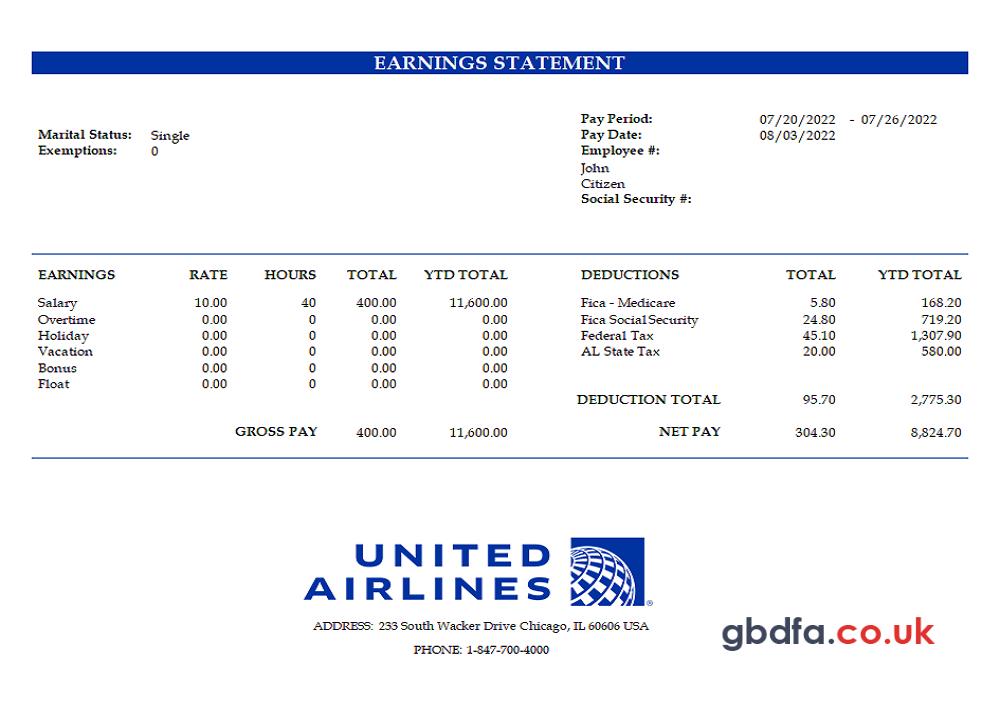 EARNINGS STATEMENT
Pay Period: 07/20/2022 - 07/26/2022
Marital Status: Single Pay Date: 08/03/2022
Exemptions: 0 Employee #:
John
Citizen
Social Security #:
EARNINGS RATE HOURS TOTAL YTD TOTAL DEDUCTIONS TOTAL YTD TOTAL
Salary 10.00 40 400.00 11,600.00 Fica - Medicare 5.80 168.20
Overtime 0.00 0 0.00 0.00 Fica Social Security 24.80 719.20
Holiday 0.00 0 0.00 0.00 Federal Tax 45.10 1,307.90
Vacation 0.00 0 0.00 0.00 AL State Tax 20.00 580.00
Bonus 0.00 0 0.00 0.00
Float 0.00 0 0.00 0.00
DEDUCTION TOTAL 95.70 2,775.30
GROSS PAY 400.00 11,600.00 NET PAY 304.30 8,824.70
UNITED
AIRLINES ®
ADDRESS: 233 South Wacker Drive Chicago, IL 60606 USA
gbdfa.co.uk
PHONE: 1-847-700-4000